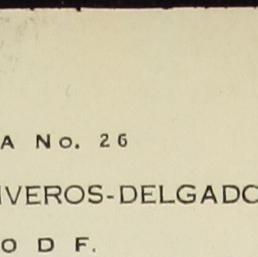 A No. 26
IVEROS-DELGADO
O D F.